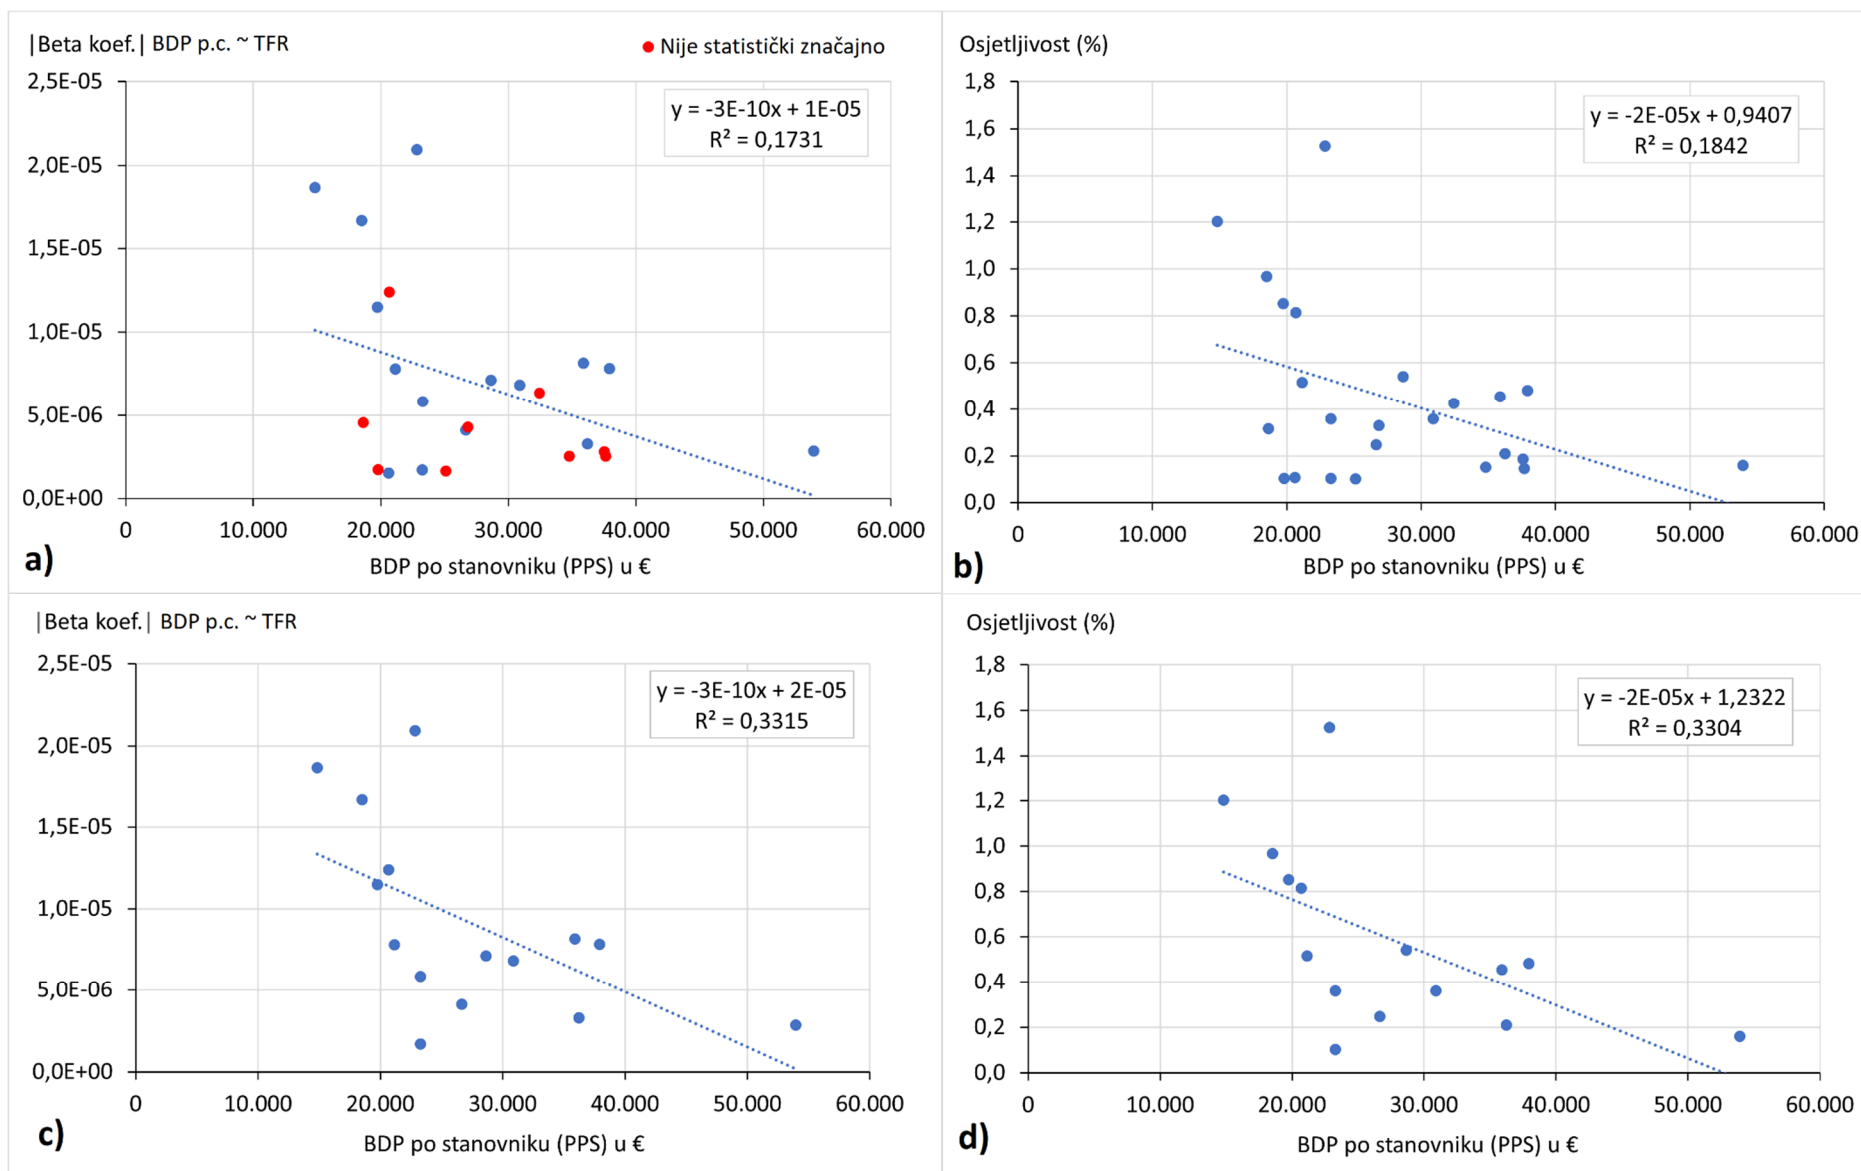 |Beta koef.| BDP p.c. ~ TFR
Nije statistički značajno
2,5E-05
2,0E-05
1,5E-05
1,0E-05
5,0E-06
0,0E+00
y = -3E-10x + 1E-05
R² = 0,1731
0 10.000 20.000 30.000 40.000 50.000 60.000
BDP po stanovniku (PPS) u €
a)
Osjetljivost (%)
1,8
1,6
1,4
1,2
1,0
0,8
0,6
0,4
0,2
0,0
y = -2E-05x + 0,9407
R² = 0,1842
0 10.000 20.000 30.000 40.000 50.000 60.000
BDP po stanovniku (PPS) u €
b)
|Beta koef.| BDP p.c. ~ TFR
2,5E-05
2,0E-05
1,5E-05
1,0E-05
5,0E-06
0,0E+00
y = -3E-10x + 2E-05
R² = 0,3315
0 10.000 20.000 30.000 40.000 50.000 60.000
BDP po stanovniku (PPS) u €
c)
Osjetljivost (%)
1,8
1,6
1,4
1,2
1,0
0,8
0,6
0,4
0,2
0,0
y = -2E-05x + 1,2322
R² = 0,3304
0 10.000 20.000 30.000 40.000 50.000 60.000
BDP po stanovniku (PPS) u €
d)